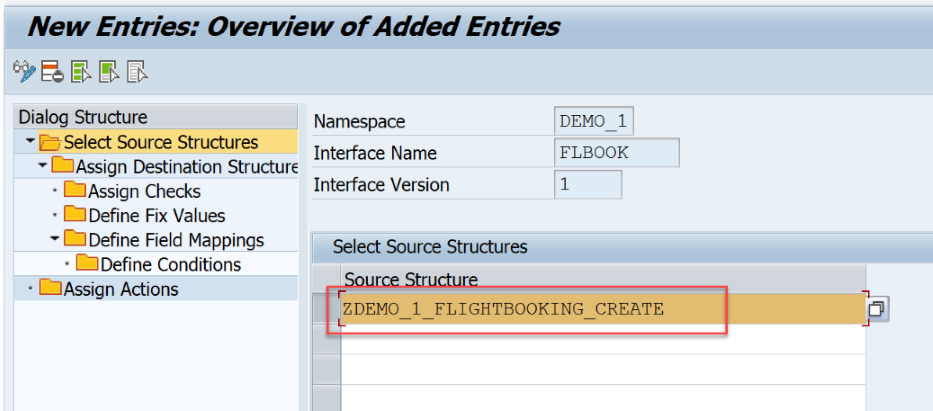 New Entries: Overview of Added Entries
Dialog Structure
Select Source Structures
Assign Destination Structure
Assign Checks
Define Fix Values
Define Field Mappings
Define Conditions
Assign Actions
Namespace DEMO_1
Interface Name FLBOOK
Interface Version 1
Select Source Structures
Source Structure
ZDEMO_1_FLIGHTBOOKING_CREATE